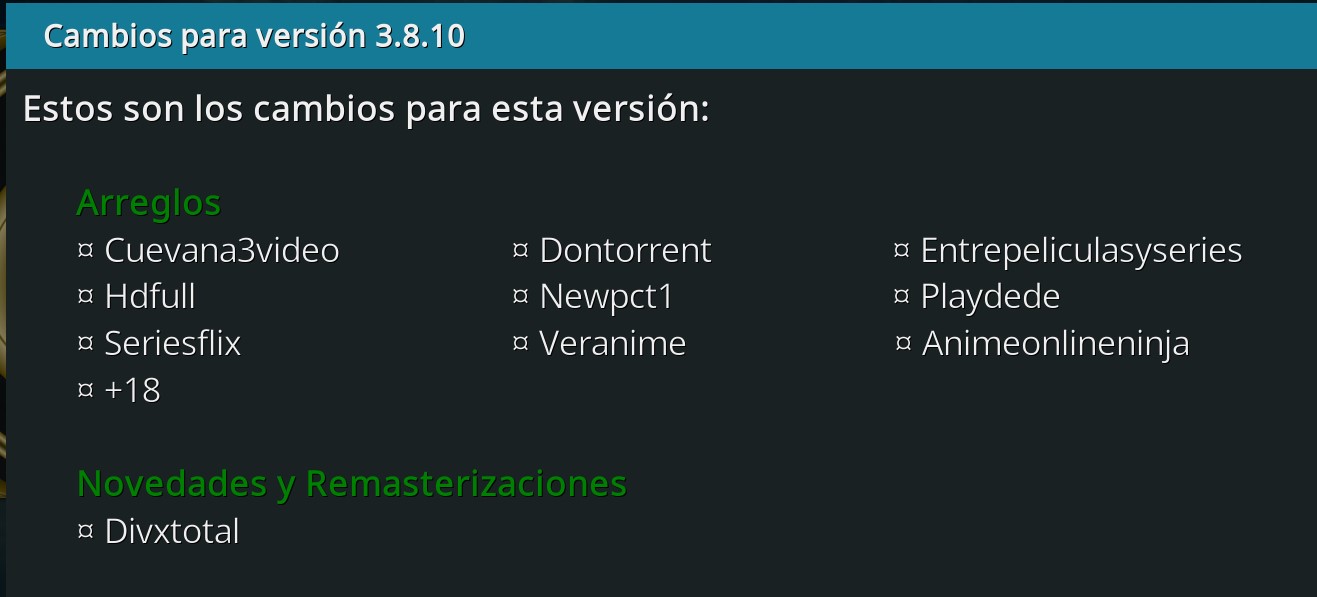 Cambios para versión 3.8.10
Estos son los cambios para esta versión:
Arreglos
¤ Cuevana3video ¤ Dontorrent ¤ Entrepeliculasyseries
¤ Hdfull ¤ Newpct1 ¤ Playdede
¤ Seriesflix ¤ Veranime ¤ Animeonlineninja
¤ +18
Novedades y Remasterizaciones
¤ Divxtotal